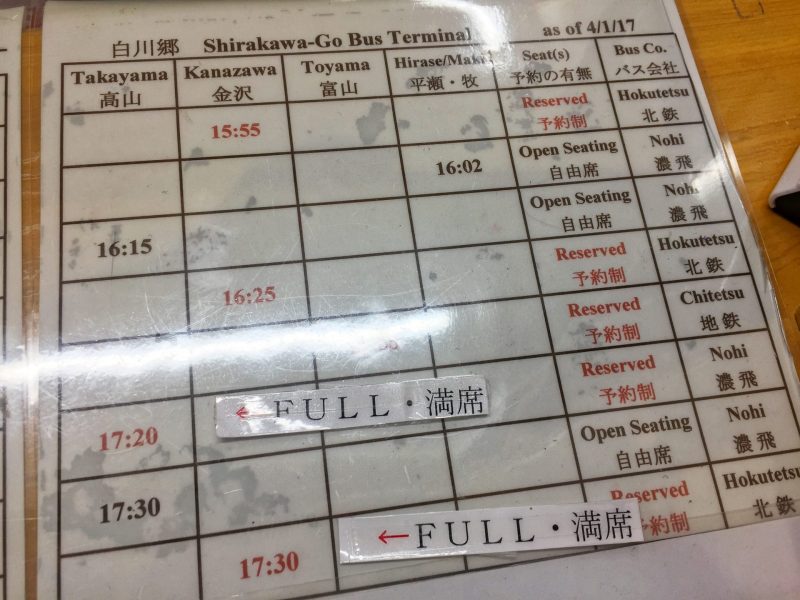 白川郷 Shirakawa-Go Bus Terminal as of 4/1/17
Takayama Kanazawa Toyama Hirase/Maki Seat(s) Bus Co.
高山 金沢 富山 平瀬・牧 予約の有無 バス会社
15:55 Reserved Hokutetsu
予約制 北鉄
16:02 Open Seating Nohi
自由席 濃飛
16:15 Open Seating Nohi
自由席 濃飛
16:25 Reserved Hokutetsu
予約制 北鉄
Reserved Chitetsu
予約制 地鉄
17:20 ←FULL・満席 Reserved Nohi
予約制 濃飛
17:30 Open Seating Nohi
自由席 濃飛
17:30 ←FULL・満席 Reserved Hokutetsu
予約制 北鉄